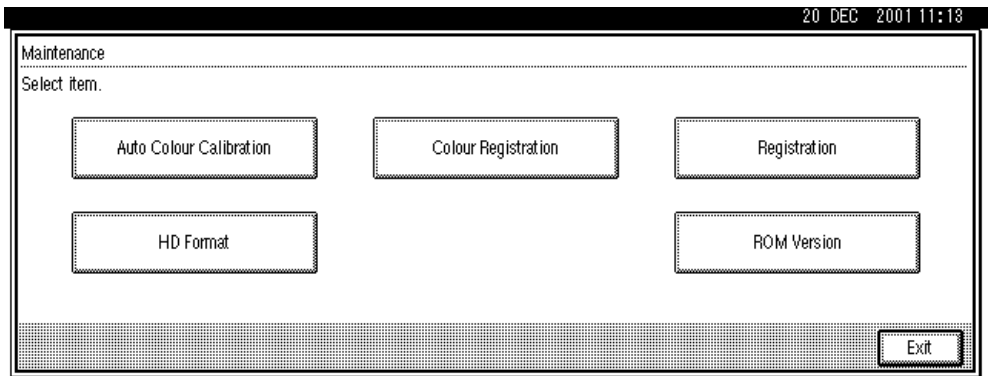 20 DEC 2001 11:13
Maintenance
Select item.
Auto Colour Calibration Colour Registration Registration
HD Format ROM Version
Exit